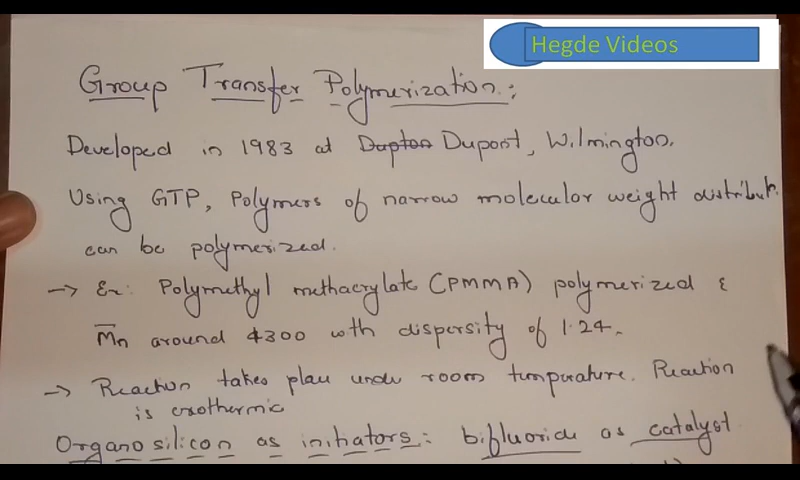 Hegde Videos
Group Transfer Polymerization:
Developed in 1983 at Dupton Dupont, Wilmington.
Using GTP, Polymers of narrow molecular weight distribut.
can be polymerized.
→ Ex: Polymethyl methacrylate (PMMA) polymerized &
M̅n around 4300 with dispersity of 1.24.
→ Reaction takes place under room temperature. Reaction
is exothermic
Organosilicon as initiators: bifluoride as catalyst